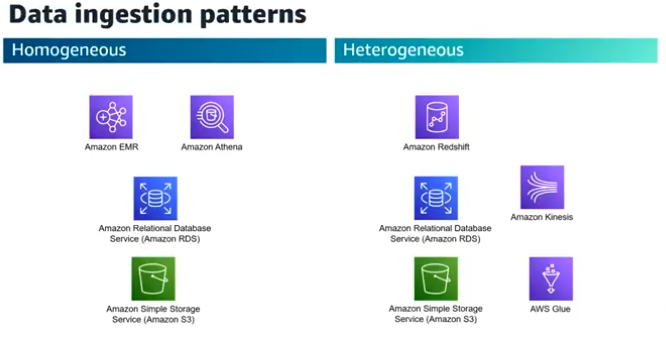 Data ingestion patterns
Homogeneous
Amazon EMR
Amazon Athena
Amazon Relational Database
Service (Amazon RDS)
Amazon Simple Storage
Service (Amazon S3)
Heterogeneous
Amazon Redshift
Amazon Relational Database
Service (Amazon RDS)
Amazon Kinesis
Amazon Simple Storage
Service (Amazon S3)
AWS Glue